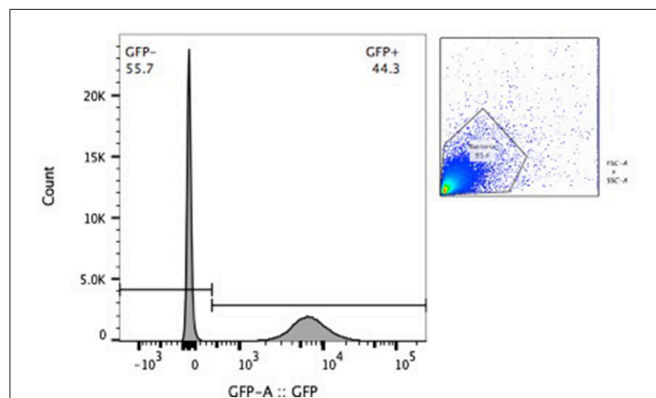 GFP-
55.7
GFP+
44.3
20K
15K
10K
5.0K
0
Count
-10³ 0 10³ 10⁴ 10⁵
GFP-A :: GFP
SSC-A